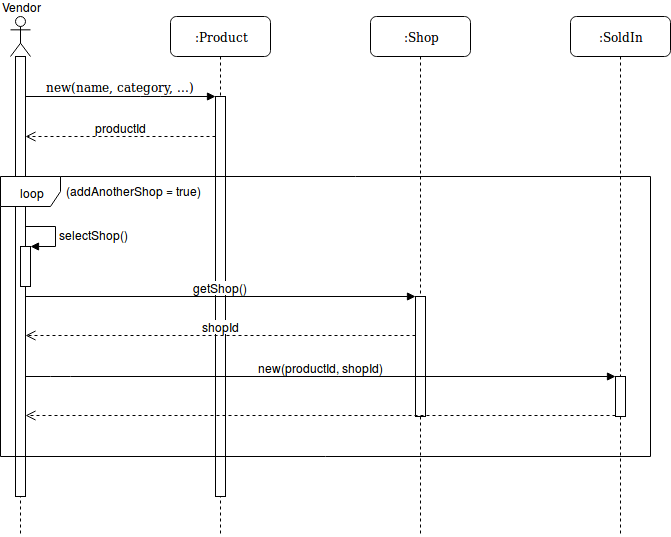 Vendor
:Product
:Shop
:SoldIn
new(name, category, ...)
productId
loop
(addAnotherShop = true)
selectShop()
getShop()
shopId
new(productId, shopId)